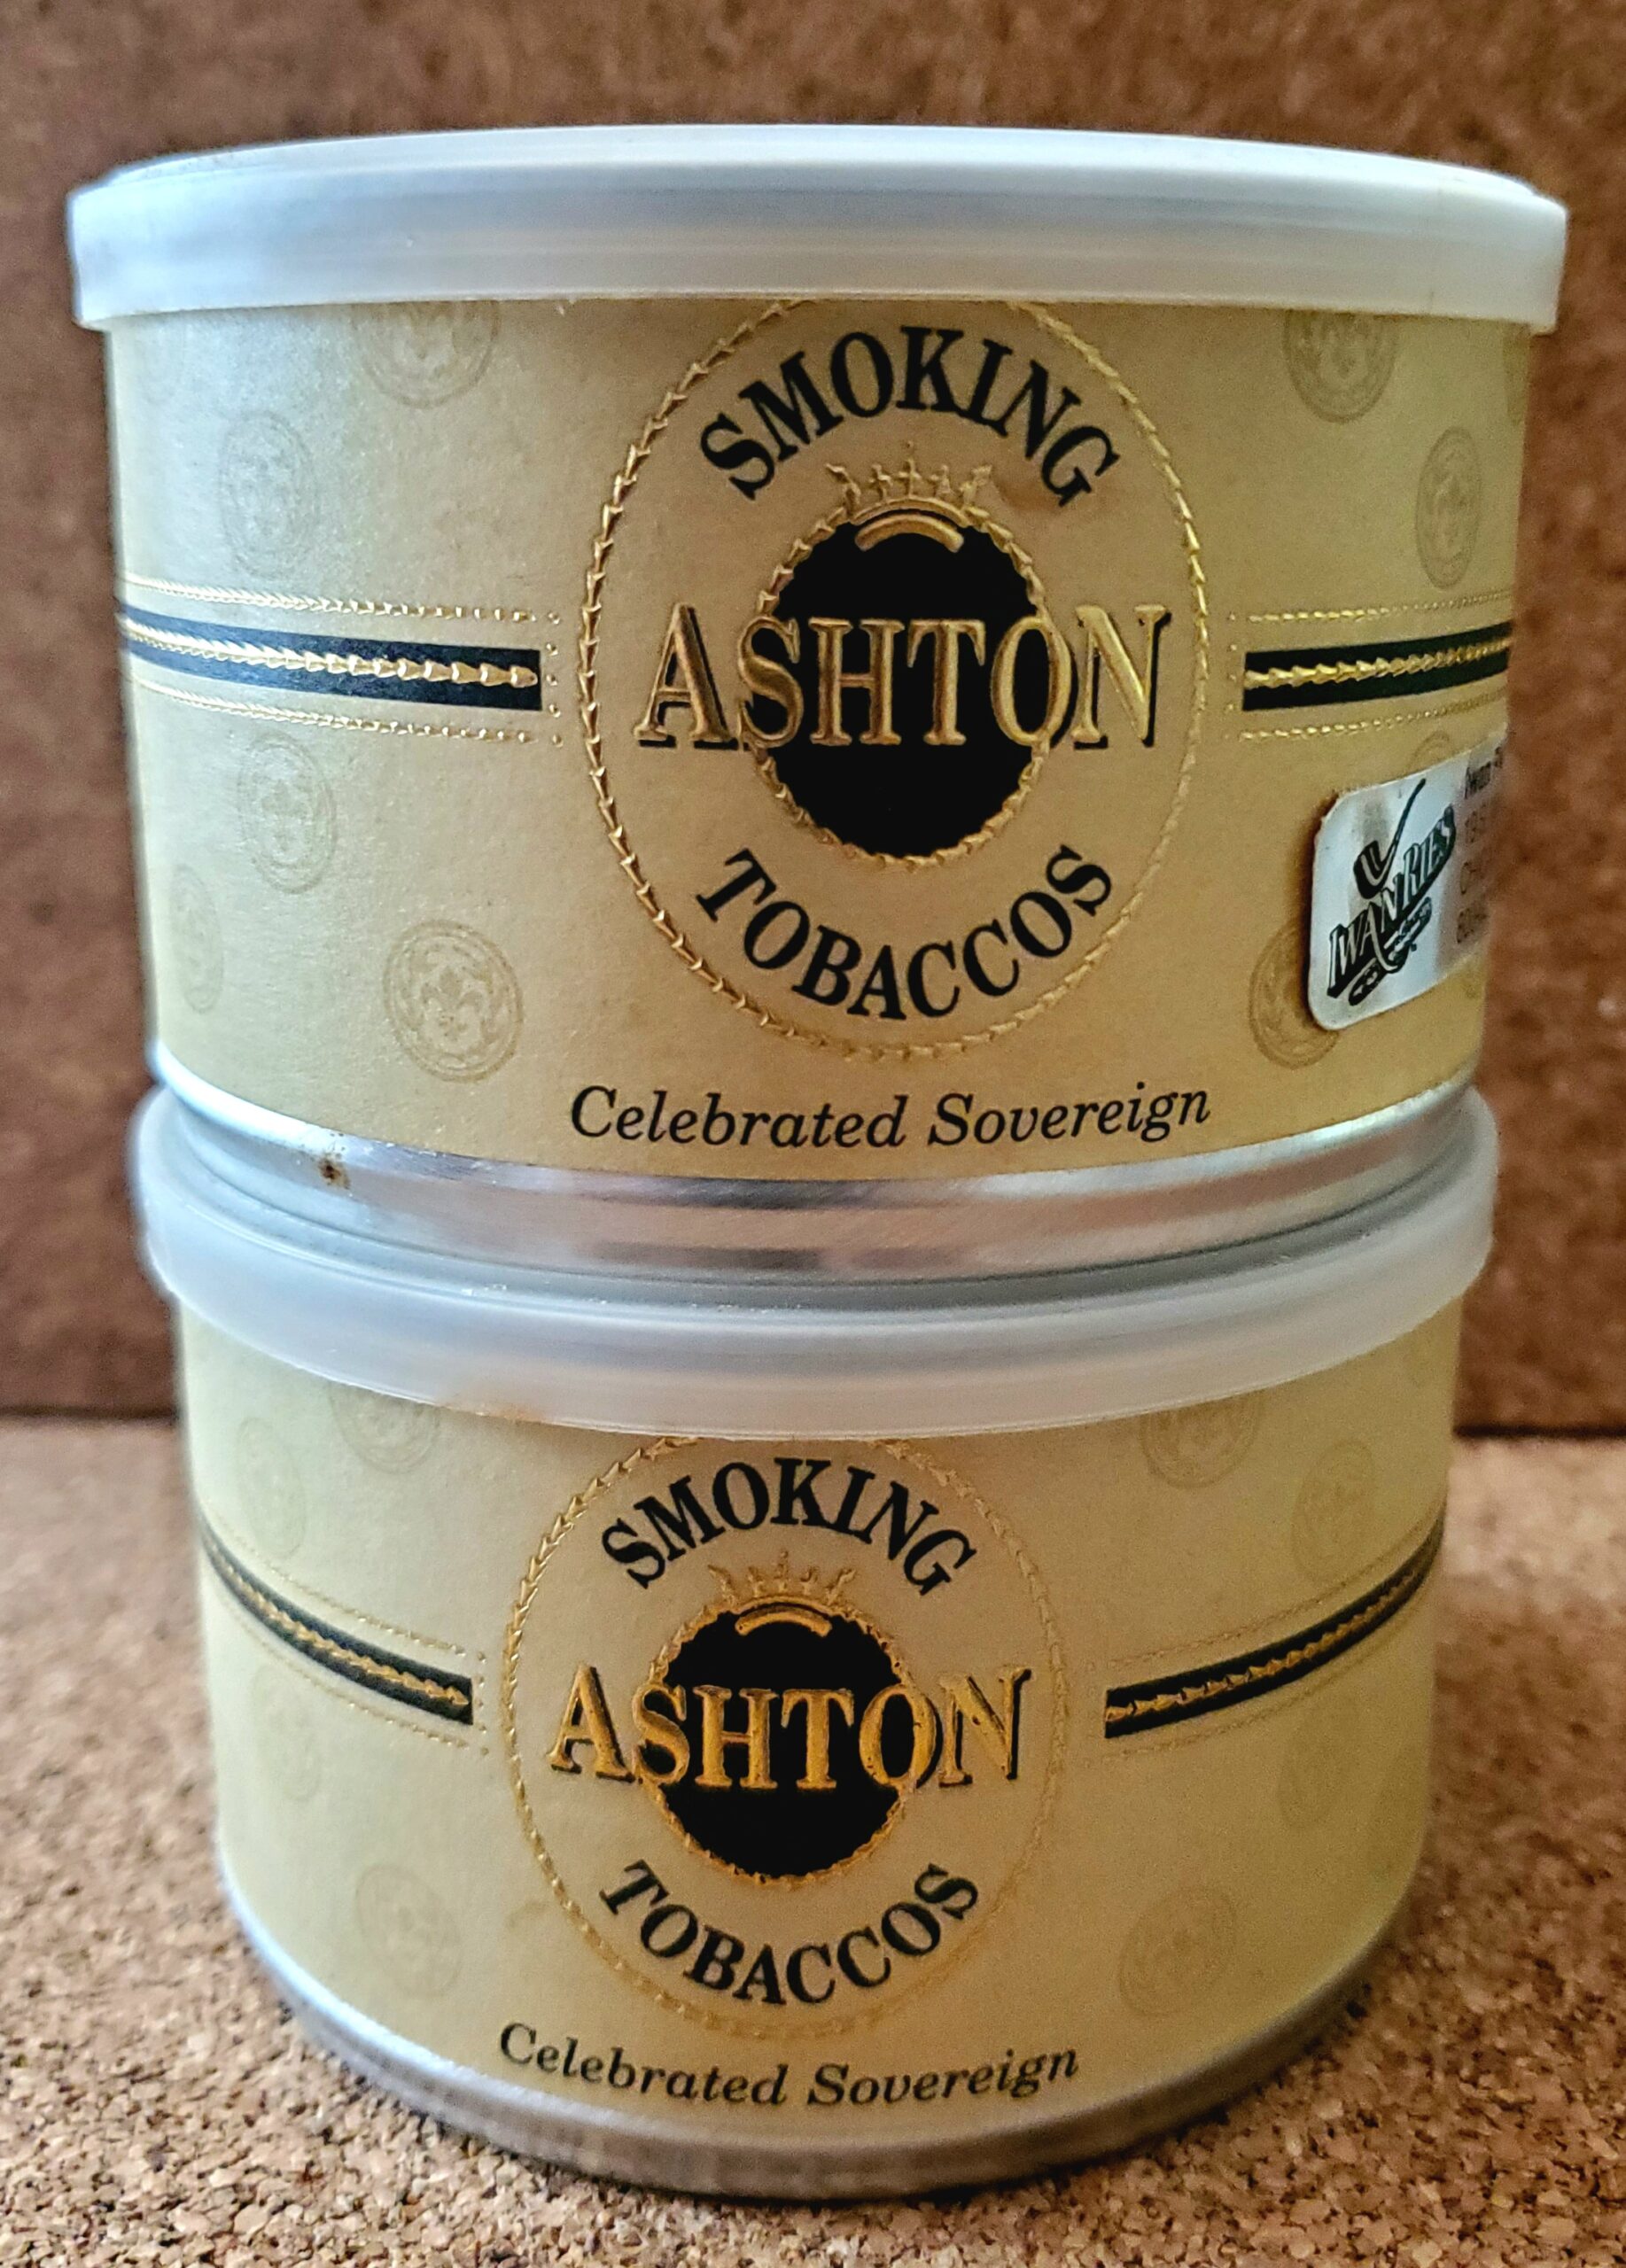 SMOKING
ASHTON
TOBACCOS
IWAN RIES
Celebrated Sovereign
SMOKING
ASHTON
TOBACCOS
Celebrated Sovereign